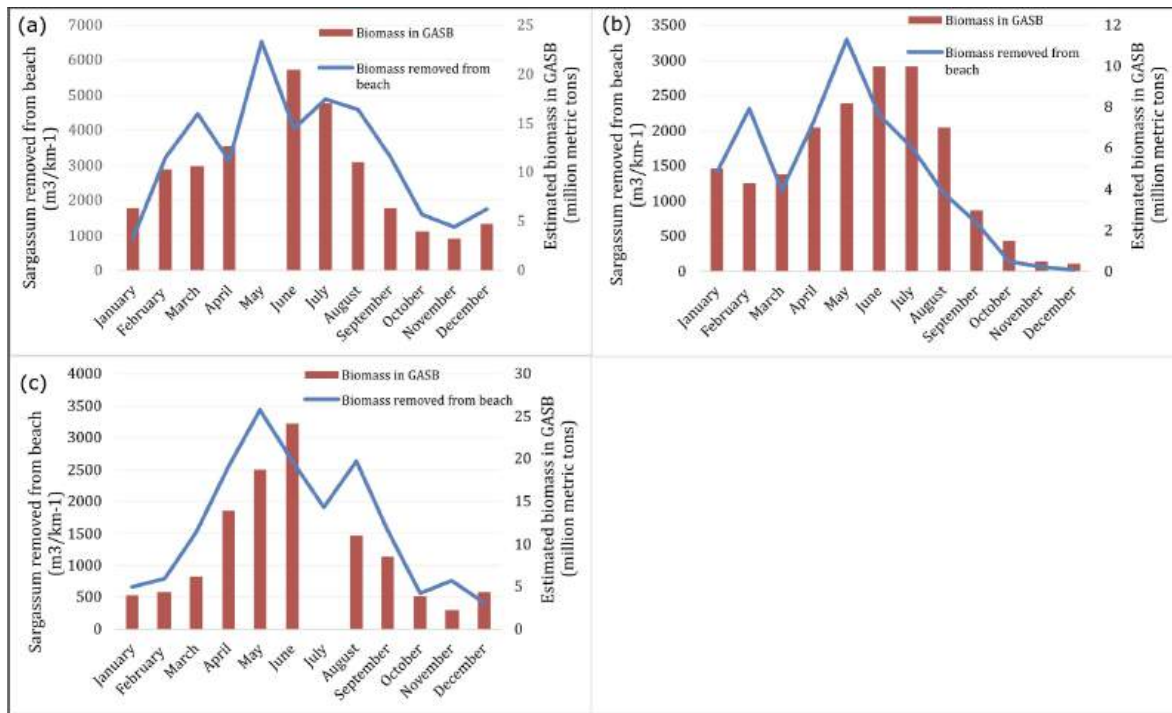 (a)
7000
6000
5000
4000
3000
2000
1000
0
Sargassum removed from beach
(m3/km-1)
Biomass in GASB
Biomass removed from
beach
25
20
15
10
5
0
Estimated biomass in GASB
(million metric tons)
January
February
March
April
May
June
July
August
September
October
November
December
(b)
3500
3000
2500
2000
1500
1000
500
0
Sargassum removed from beach
(m3/km-1)
Biomass in GASB
Biomass removed from
beach
12
10
8
6
4
2
0
Estimated biomass in GASB
(million metric tons)
January
February
March
April
May
June
July
August
September
October
November
December
(c)
4000
3500
3000
2500
2000
1500
1000
500
0
Sargassum removed from beach
(m3/km-1)
Biomass in GASB
Biomass removed from beach
30
25
20
15
10
5
0
Estimated biomass in GASB
(million metric tons)
January
February
March
April
May
June
July
August
September
October
November
December